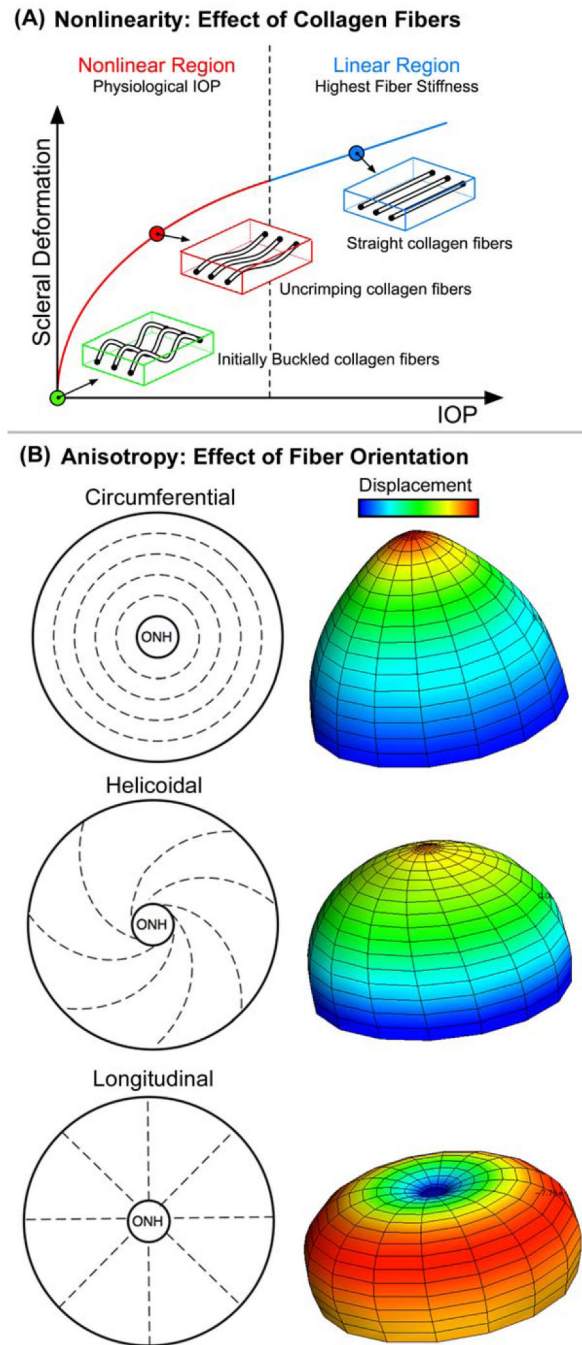 (A) Nonlinearity: Effect of Collagen Fibers
Nonlinear Region
Physiological IOP
Linear Region
Highest Fiber Stiffness
Scleral Deformation
Straight collagen fibers
Uncrimping collagen fibers
Initially Buckled collagen fibers
IOP
(B) Anisotropy: Effect of Fiber Orientation
Circumferential
Displacement
ONH
Helicoidal
ONH
Longitudinal
ONH